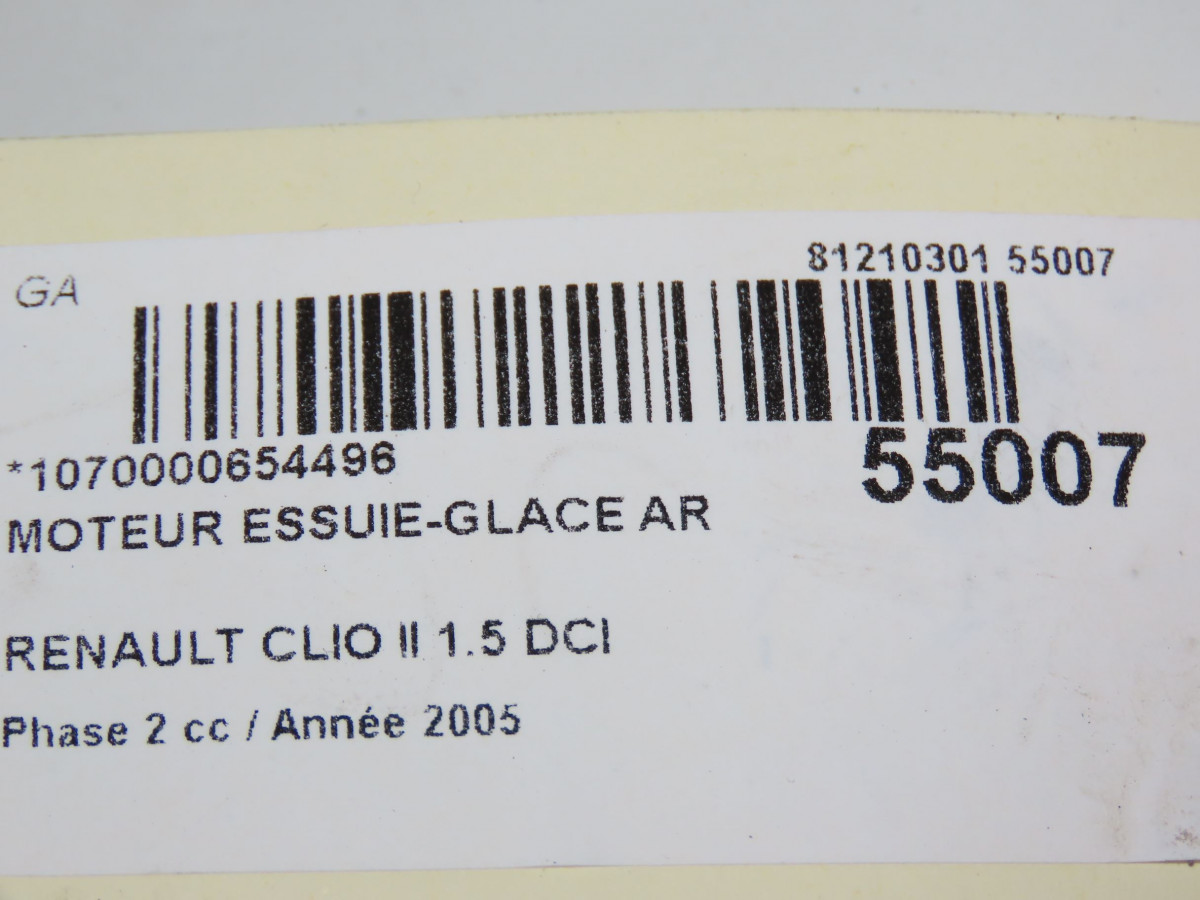 81210301 55007
GA
55007
*1070000654496
MOTEUR ESSUIE-GLACE AR
RENAULT CLIO II 1.5 DCI
Phase 2 cc / Année 2005